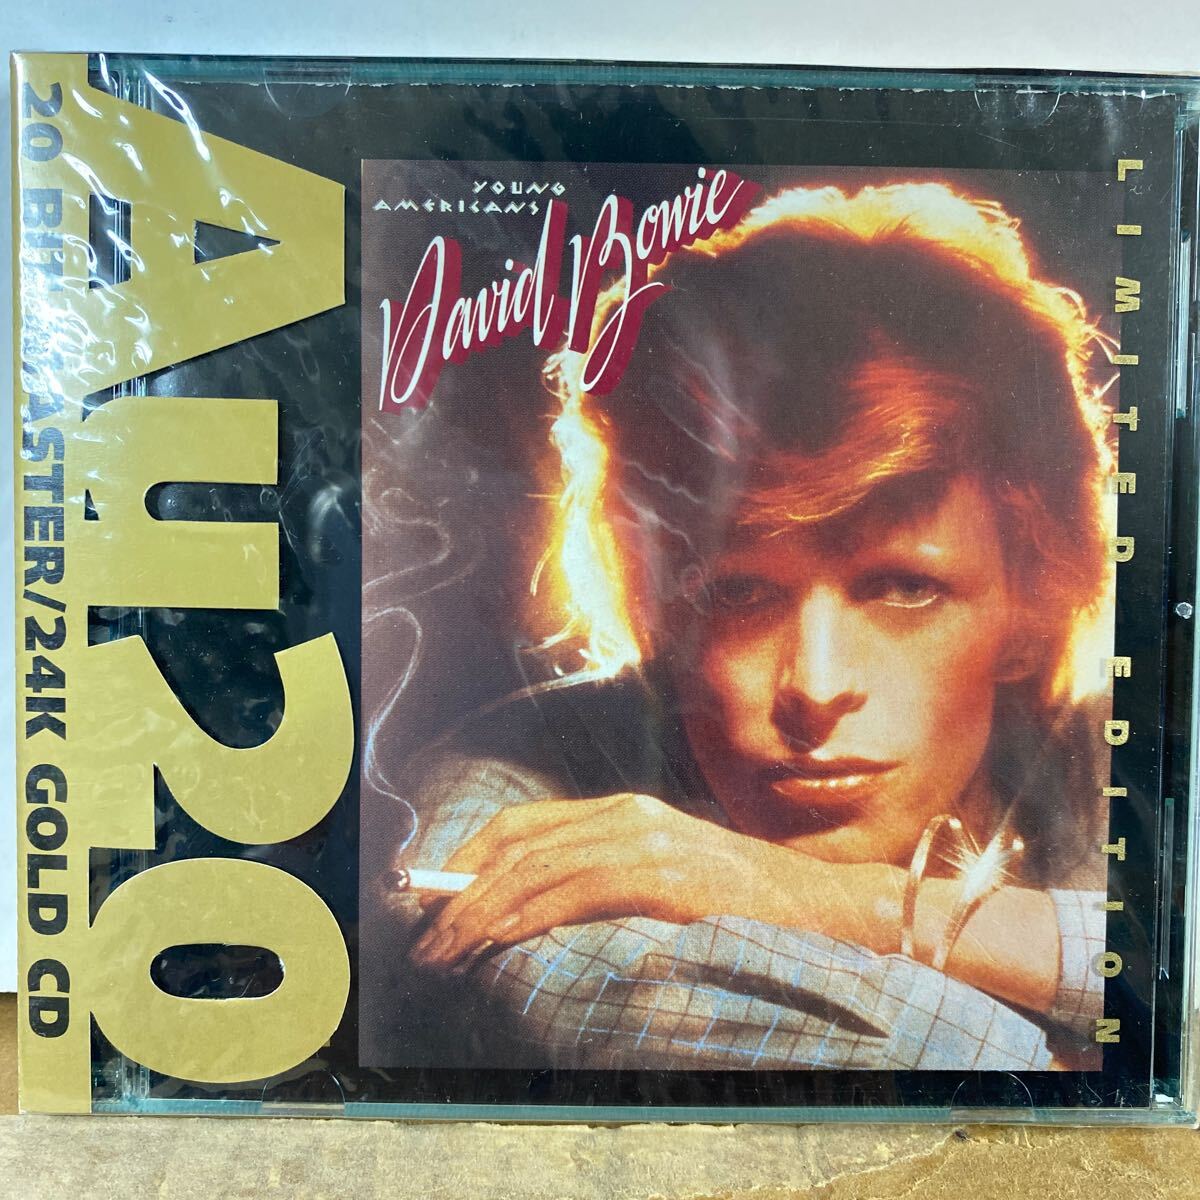 20 BIT MASTER/24K GOLD CD
AU20
YOUNG
AMERICANS
David Bowie
LIMITED EDITION